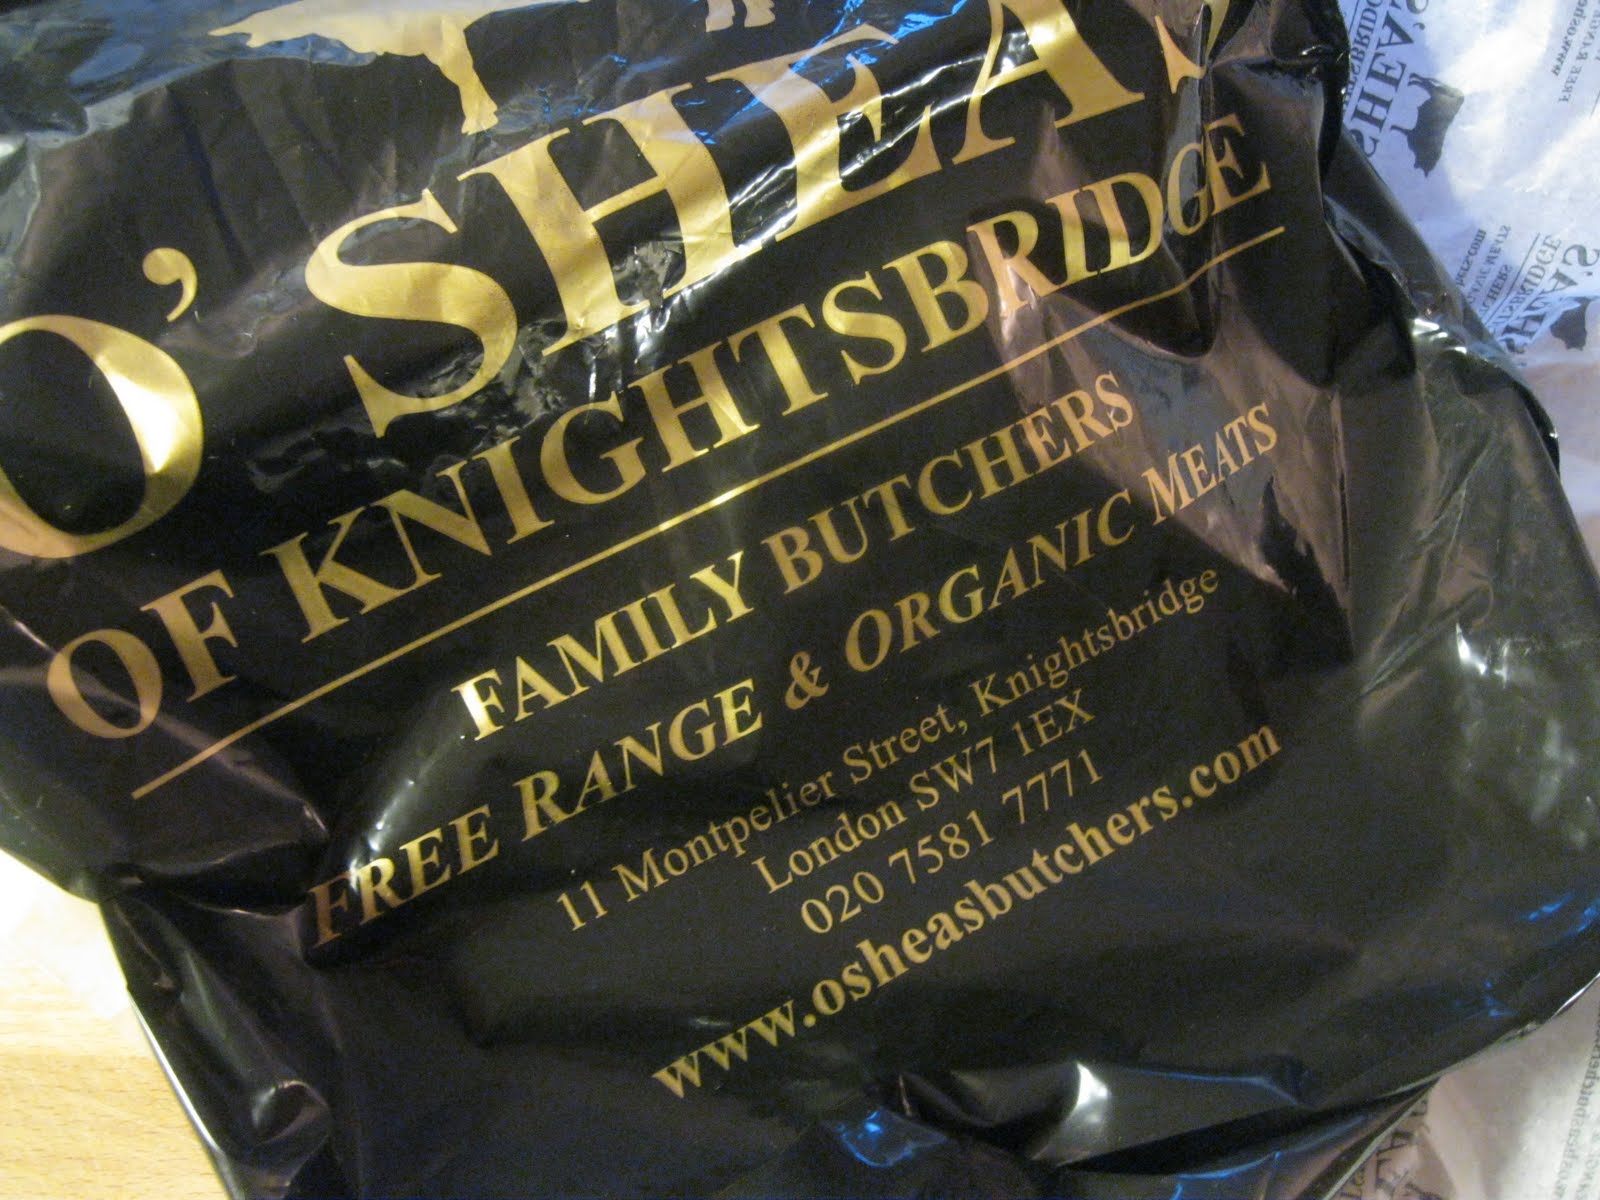 O'SHEA'S
OF KNIGHTSBRIDGE
FAMILY BUTCHERS
FREE RANGE & ORGANIC MEATS
11 Montpelier Street, Knightsbridge
London SW7 1EX
020 7581 7771
www.osheasbutchers.com